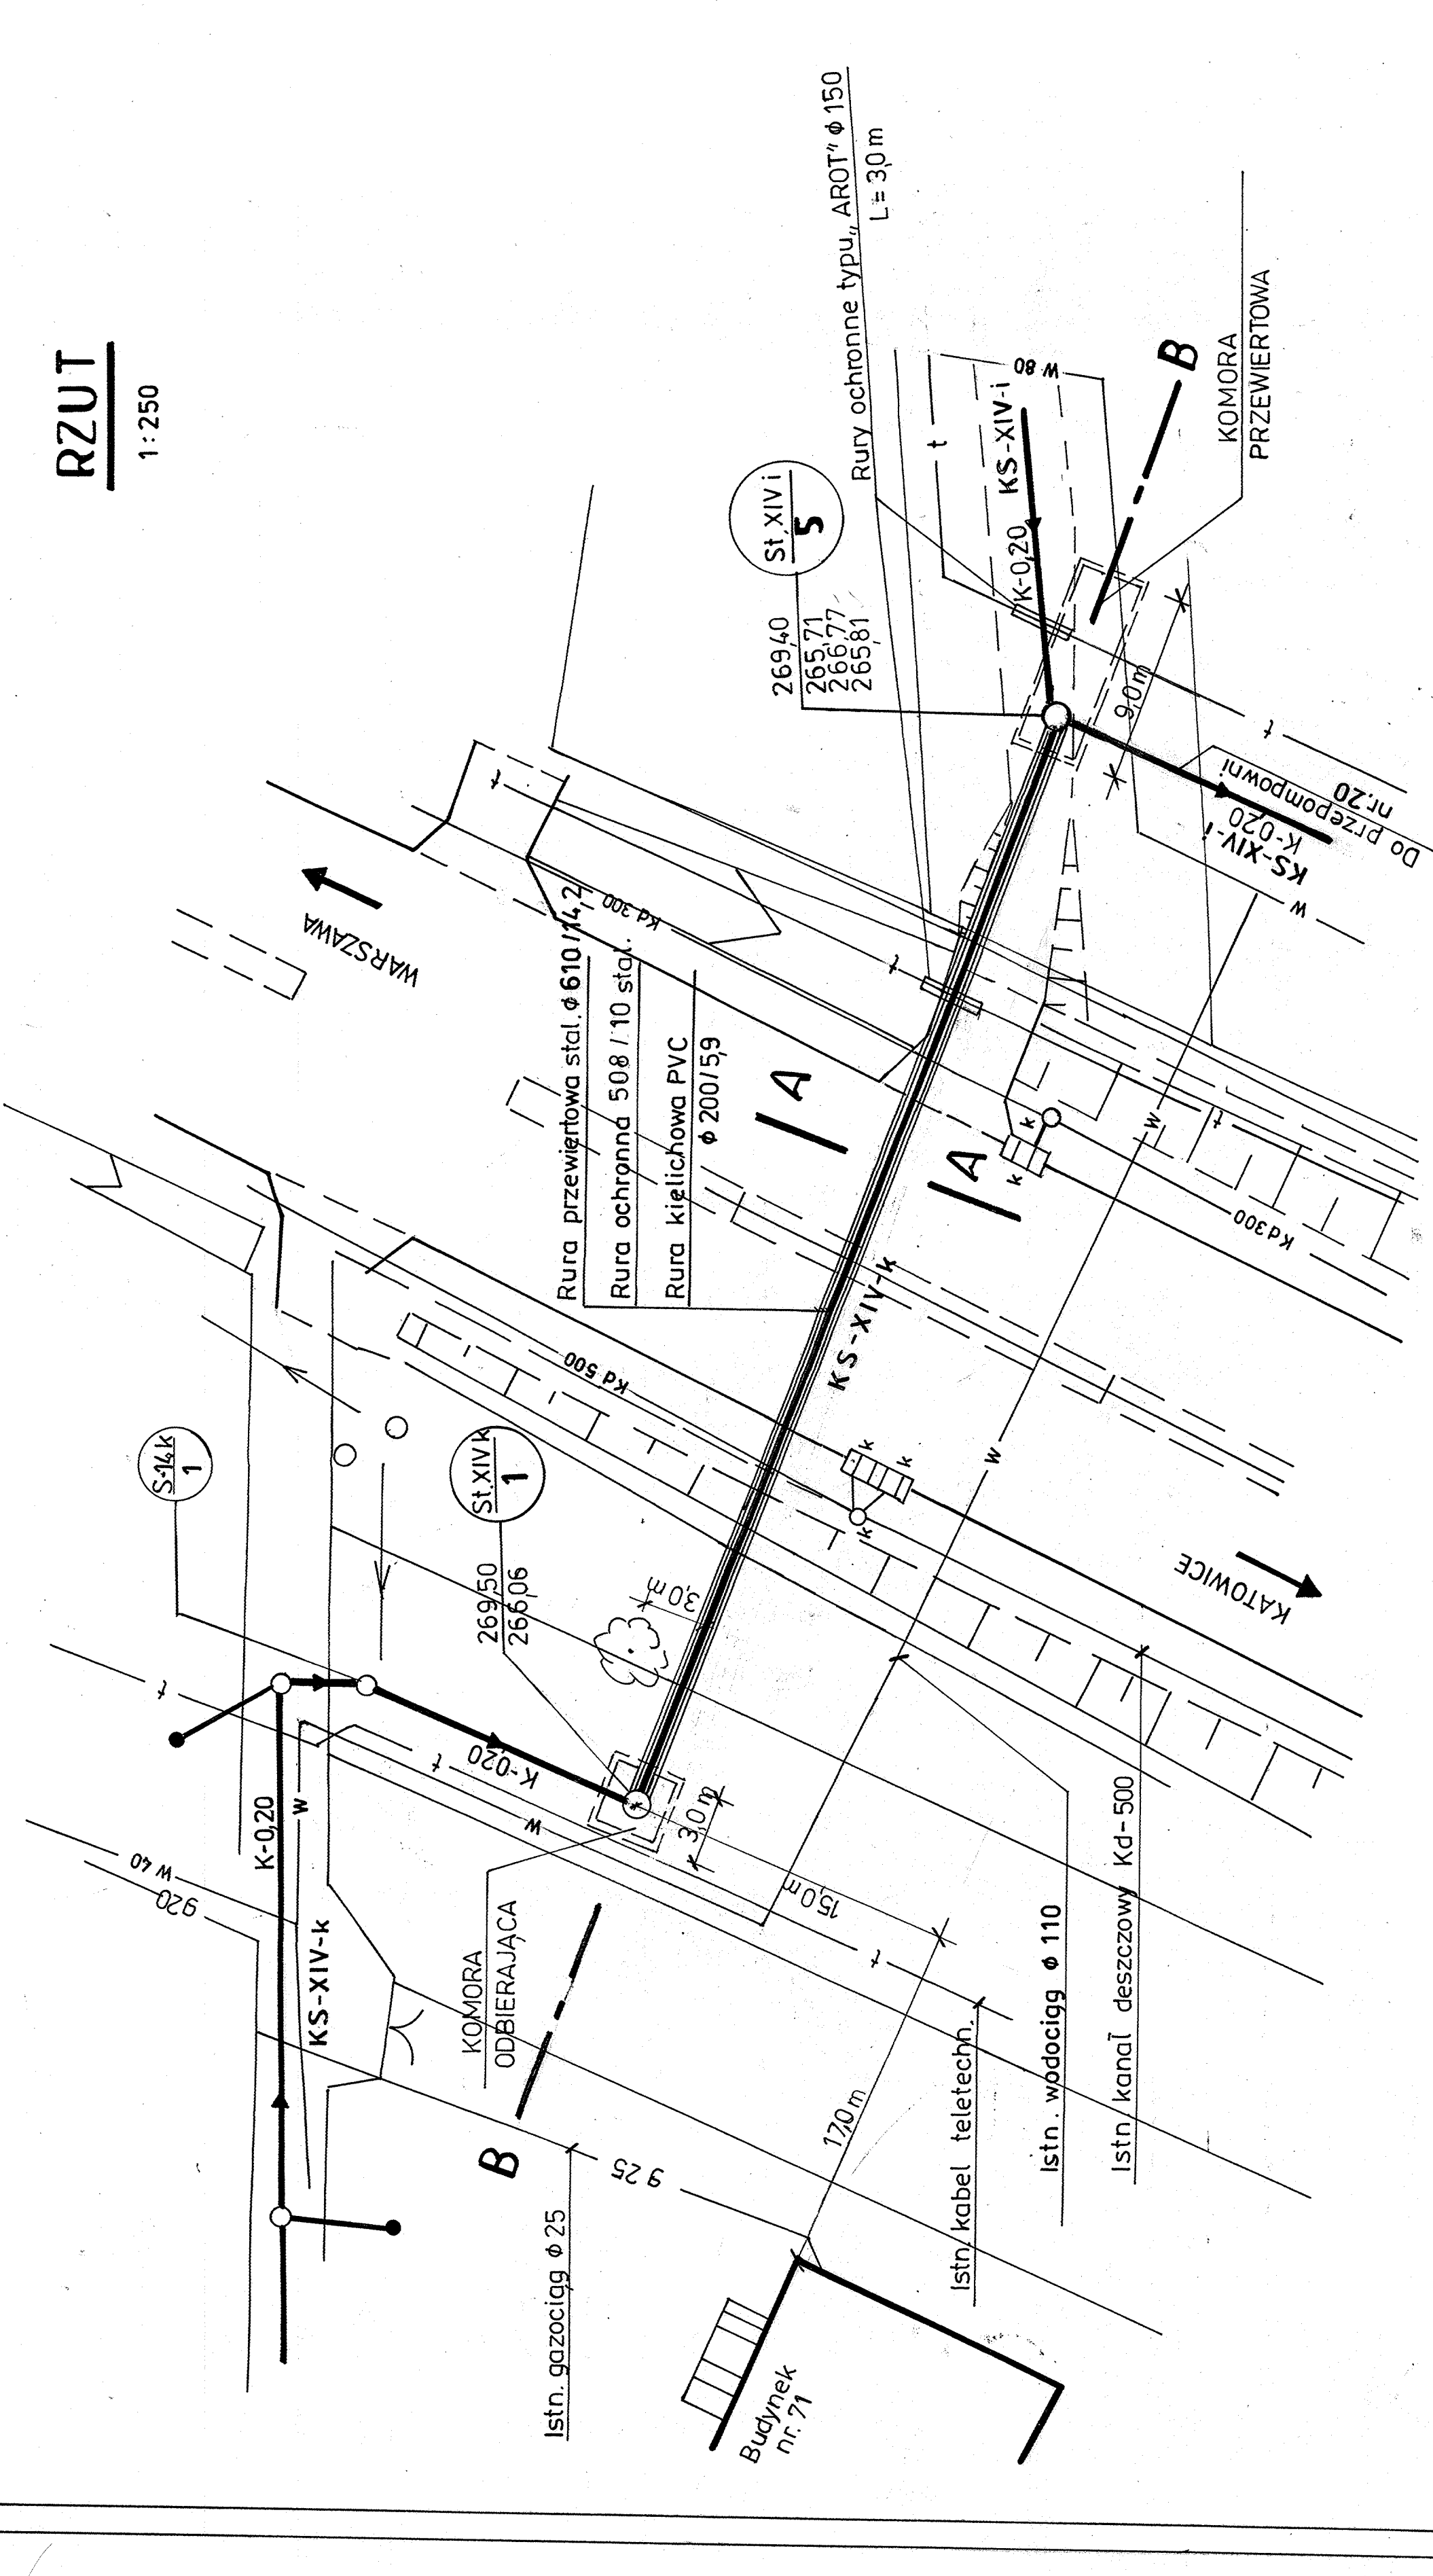 RZUT
1:250
Rury ochronne typu „AROT” ϕ 150
L = 3,0 m
KOMORA
PRZEWIERTOWA
B
W 80
t
KS-XIV-i
K-0,20
St. XIV i
5
269,40
265,71
266,77
265,81
9,0 m
t
Do przepompowni
nr.20
KS-XIV-i
K-0,20
w
WARSZAWA
t
Kd 300
t
Rura przewiertowa stal. ϕ 610 / 14,2
Rura ochronna 508 / 10 stal.
Rura kielichowa PVC
ϕ 200/5,9
A
A
k
k
w
t
Kd 300
KS-XIV-k
Kd 500
S-14k
1
St. XIVk
1
269,50
266,06
3,0 m
k
k
k
w
KATOWICE
t
K-0,20
w
t
K-0,20
w
W 40
g20
KS-XIV-k
KOMORA
ODBIERAJĄCA
3,0 m
15,0 m
t
17,0 m
B
g 25
Istn. gazociąg ϕ 25
Istn. kabel teletechn.
Istn. wodociąg ϕ 110
Istn. kanał deszczowy Kd-500
Budynek
nr. 71